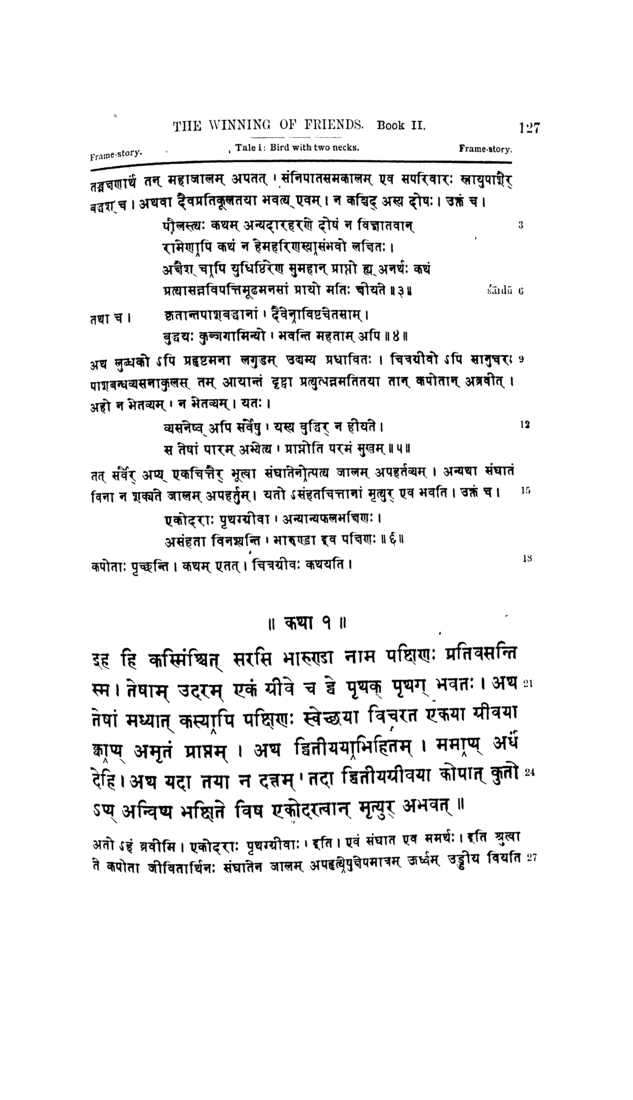 THE WINNING OF FRIENDS. Book II. 127
Frame-story. Tale i: Bird with two necks. Frame-story.
तद्भक्षणार्थं तन् महाजालम् अपतत् । संनिपातसमकालम् एव सपरिवारः स्नायुपाशैर्
बद्धश् च । अथवा दैवप्रतिकूलतया भवत्य् एवम् । न कश्चिद् अस्य दोषः । उक्तं च ।
पौलस्त्यः कथम् अन्यदारहरणे दोषं न विज्ञातवान् 3
रामेणापि कथं न हेमहरिणस्यासंभवो लक्षितः ।
अक्षैश् चापि युधिष्ठिरेण सुमहान् प्राप्तो ह्य् अनर्थः कथं
प्रत्यासन्नविपत्तिमूढमनसां प्रायो मतिः क्षीयते ॥३॥ śārdū 6
तथा च । कृतान्तपाशबद्धानां । दैवेनाविष्टचेतसाम् ।
बुद्धयः कुब्जगामिन्यो । भवन्ति महताम् अपि ॥४॥
अथ लुब्धको ऽपि प्रहृष्टमना लगुडम् उद्यम्य प्रधावितः । चित्रग्रीवो ऽपि सानुचरः 9
पाशबन्धव्यसनाकुलस् तम् आयान्तं दृष्ट्वा प्रत्युत्पन्नमतितया तान् कपोतान् अब्रवीत् ।
अहो न भेतव्यम् । न भेतव्यम् । यतः ।
व्यसनेष्व् अपि सर्वेषु । यस्य बुद्धिर् न हीयते । 12
स तेषां पारम् अभ्येत्य । प्राप्नोति परमं सुखम् ॥५॥
तत् सर्वैर् अप्य् एकचित्तैर् भूत्वा संघातेनोत्पत्य जालम् अपहर्तव्यम् । अन्यथा संघातं
विना न शक्यते जालम् अपहर्तुम् । यतो ऽसंहतचित्तानां मृत्युर् एव भवति । उक्तं च । 15
एकोदराः पृथग्ग्रीवा । अन्यान्यफलभक्षिणः ।
असंहता विनश्यन्ति । भारुण्डा इव पक्षिणः ॥६॥
कपोताः पृच्छन्ति । कथम् एतत् । चित्रग्रीवः कथयति । 18
॥ कथा १ ॥
इह हि कस्मिंश्चित् सरसि भारुण्डा नाम पक्षिणः प्रतिवसन्ति
स्म । तेषाम् उदरम् एकं ग्रीवे च द्वे पृथक् पृथग् भवतः । अथ 21
तेषां मध्यात् कस्यापि पक्षिणः स्वेच्छया विचरत एकया ग्रीवया
क्वाप्य् अमृतं प्राप्तम् । अथ द्वितीययाभिहितम् । ममाप्य् अर्धं
देहि । अथ यदा तया न दत्तम् । तदा द्वितीयग्रीवया कोपात् कुतो 24
ऽप्य् अन्विष्य भक्षिते विष एकोदरत्वान् मृत्युर् अभवत् ॥
अतो ऽहं ब्रवीमि । एकोदराः पृथग्ग्रीवाः । इति । एवं संघात एव समर्थः । इति श्रुत्वा
ते कपोता जीवितार्थिनः संघातेन जालम् अपहृत्येषुक्षेपमात्रम् ऊर्ध्वम् उड्डीय वियति 27